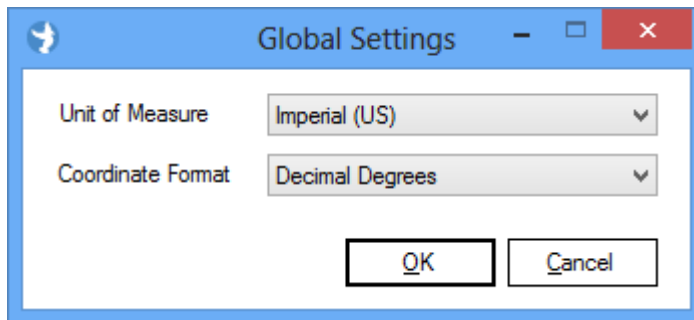 Global Settings
Unit of Measure Imperial (US)
Coordinate Format Decimal Degrees
OK Cancel